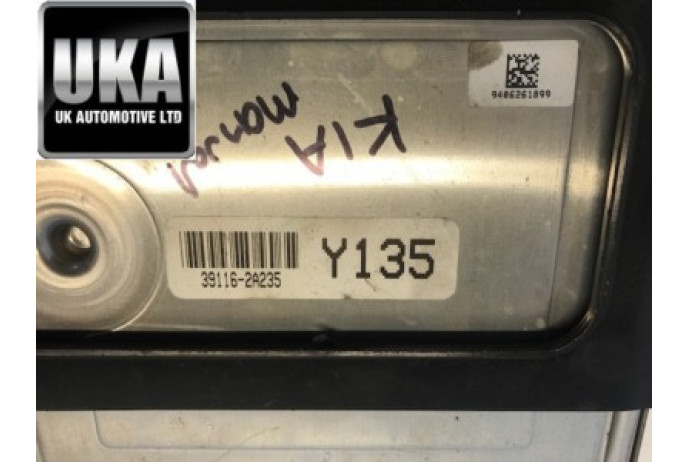 UKA
UK AUTOMOTIVE LTD
9406261899
manual
KIA
39116-2A235
Y135